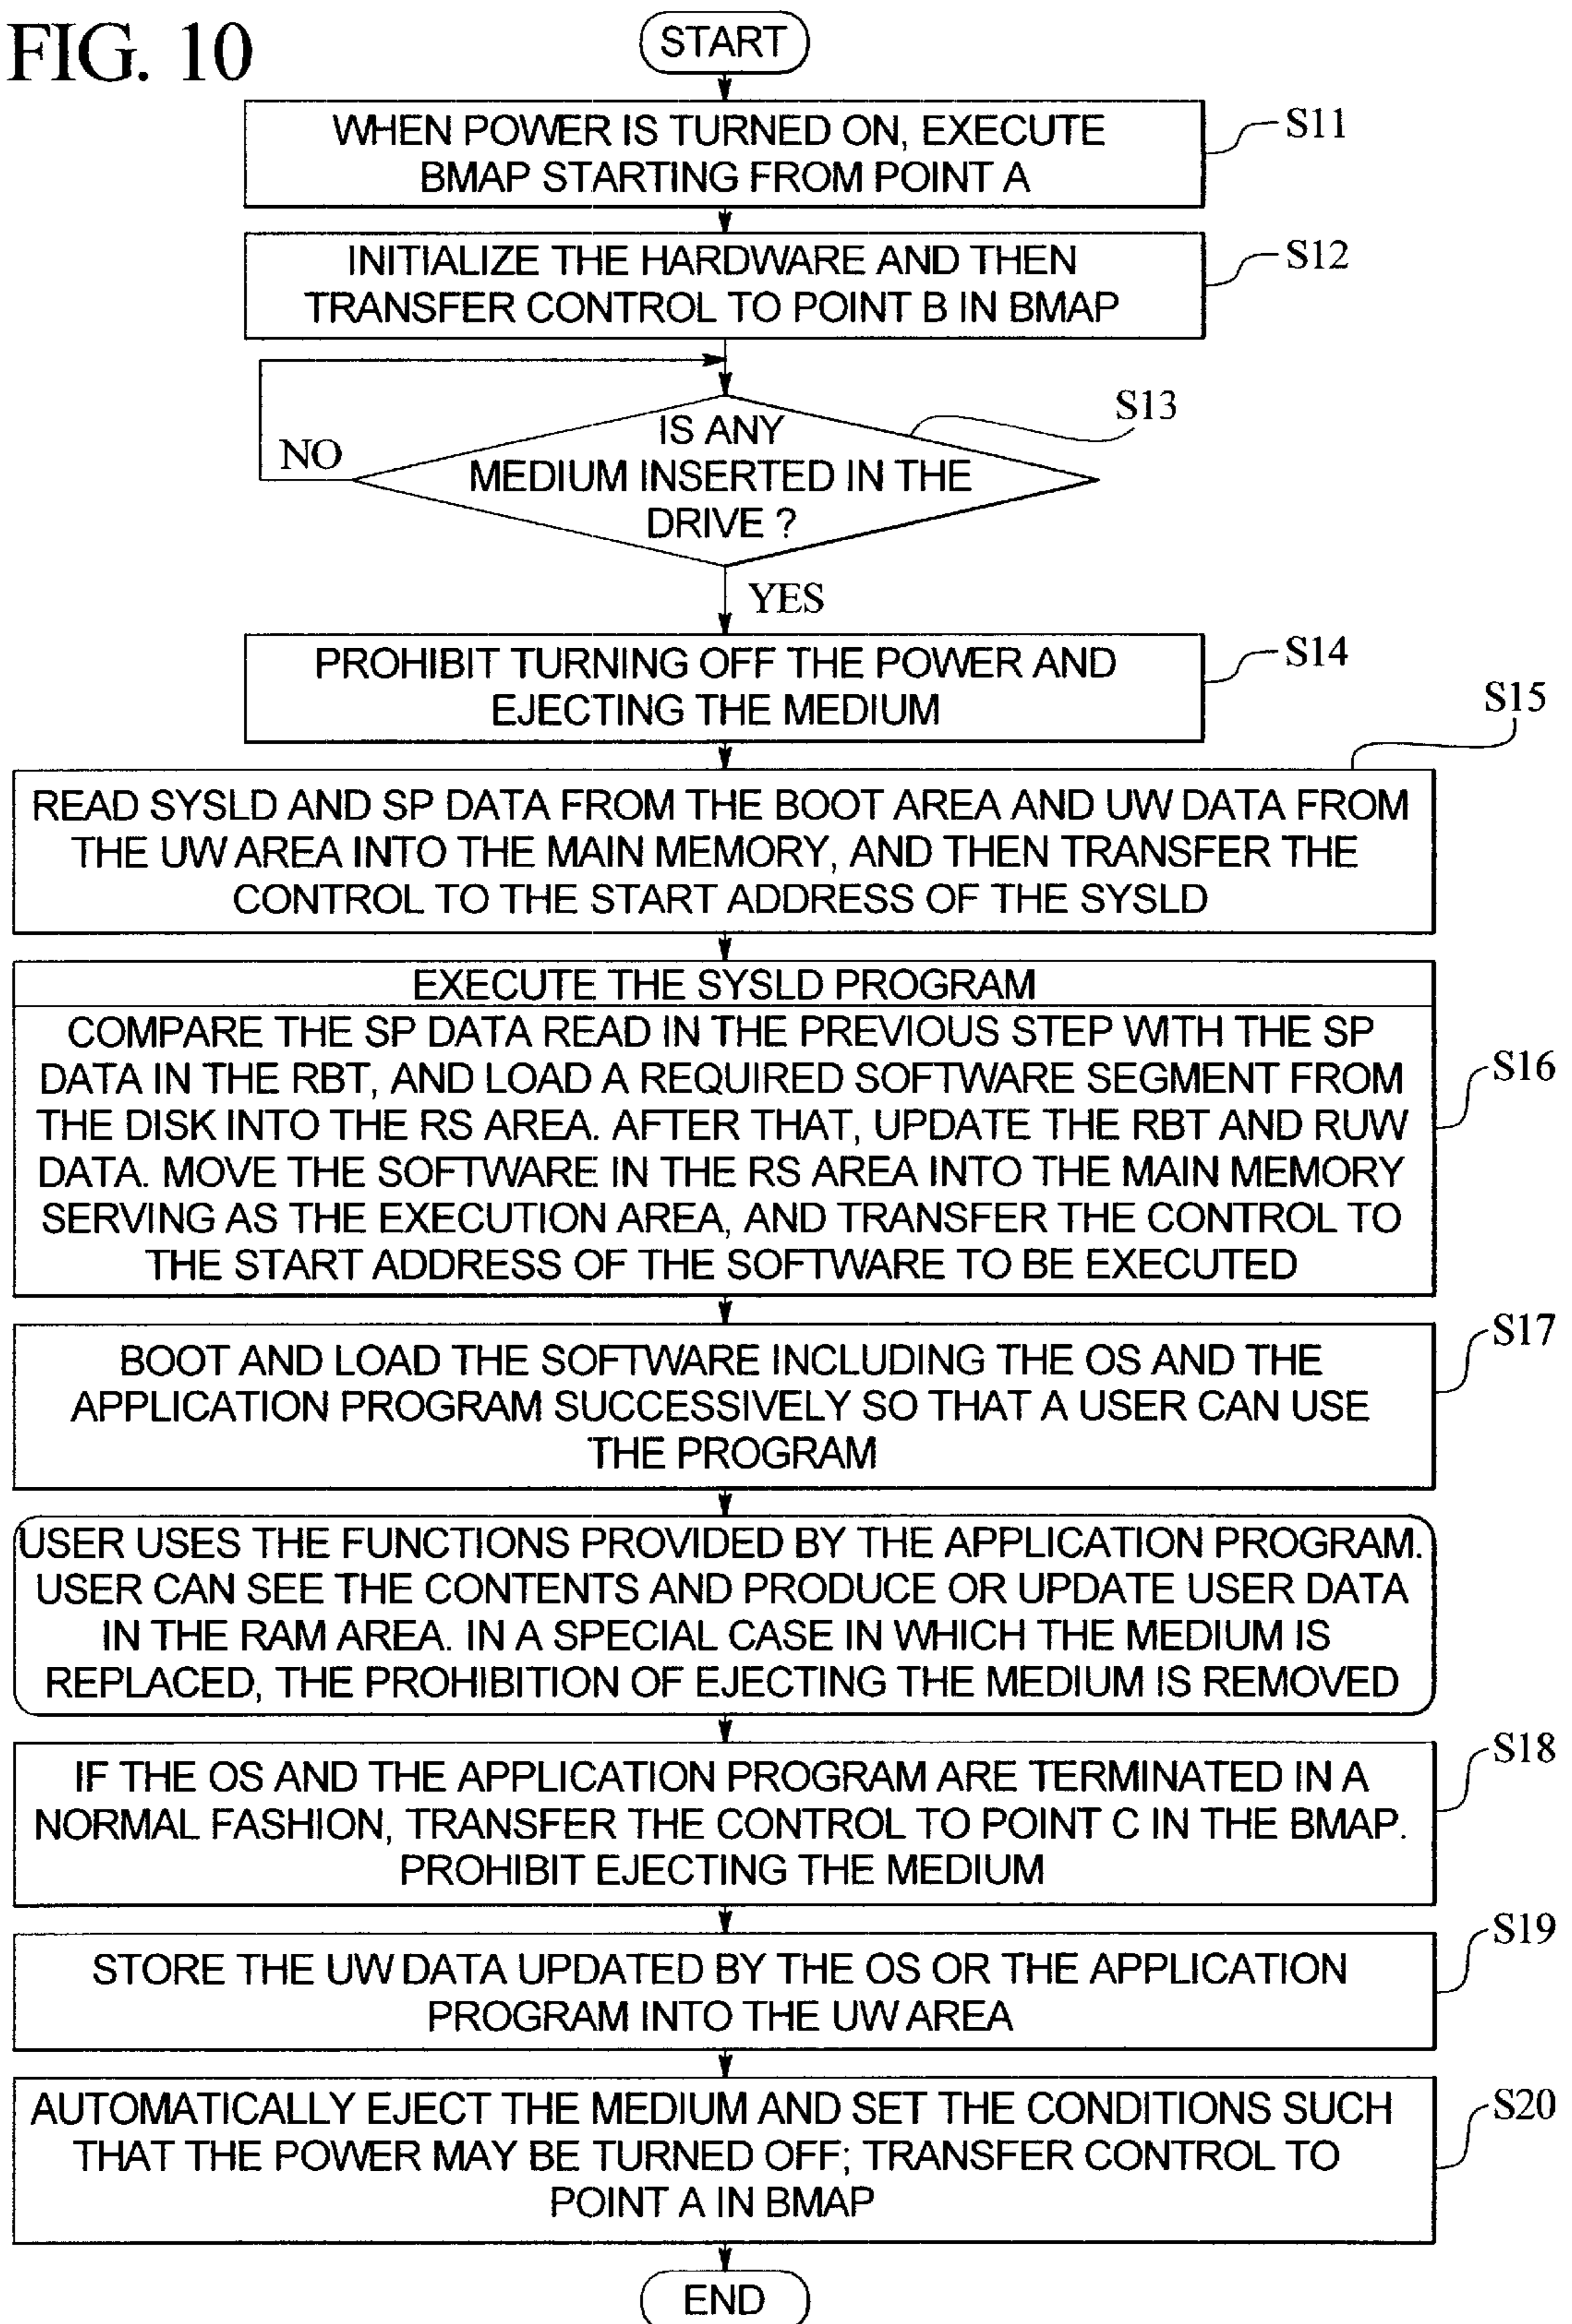 FIG. 10
START
WHEN POWER IS TURNED ON, EXECUTE
BMAP STARTING FROM POINT A
S11
INITIALIZE THE HARDWARE AND THEN
TRANSFER CONTROL TO POINT B IN BMAP
S12
IS ANY
MEDIUM INSERTED IN THE
DRIVE ?
S13
NO
YES
PROHIBIT TURNING OFF THE POWER AND
EJECTING THE MEDIUM
S14
S15
READ SYSLD AND SP DATA FROM THE BOOT AREA AND UW DATA FROM
THE UW AREA INTO THE MAIN MEMORY, AND THEN TRANSFER THE
CONTROL TO THE START ADDRESS OF THE SYSLD
EXECUTE THE SYSLD PROGRAM
COMPARE THE SP DATA READ IN THE PREVIOUS STEP WITH THE SP
DATA IN THE RBT, AND LOAD A REQUIRED SOFTWARE SEGMENT FROM
THE DISK INTO THE RS AREA. AFTER THAT, UPDATE THE RBT AND RUW
DATA. MOVE THE SOFTWARE IN THE RS AREA INTO THE MAIN MEMORY
SERVING AS THE EXECUTION AREA, AND TRANSFER THE CONTROL TO
THE START ADDRESS OF THE SOFTWARE TO BE EXECUTED
S16
BOOT AND LOAD THE SOFTWARE INCLUDING THE OS AND THE
APPLICATION PROGRAM SUCCESSIVELY SO THAT A USER CAN USE
THE PROGRAM
S17
USER USES THE FUNCTIONS PROVIDED BY THE APPLICATION PROGRAM.
USER CAN SEE THE CONTENTS AND PRODUCE OR UPDATE USER DATA
IN THE RAM AREA. IN A SPECIAL CASE IN WHICH THE MEDIUM IS
REPLACED, THE PROHIBITION OF EJECTING THE MEDIUM IS REMOVED
IF THE OS AND THE APPLICATION PROGRAM ARE TERMINATED IN A
NORMAL FASHION, TRANSFER THE CONTROL TO POINT C IN THE BMAP.
PROHIBIT EJECTING THE MEDIUM
S18
STORE THE UW DATA UPDATED BY THE OS OR THE APPLICATION
PROGRAM INTO THE UW AREA
S19
AUTOMATICALLY EJECT THE MEDIUM AND SET THE CONDITIONS SUCH
THAT THE POWER MAY BE TURNED OFF; TRANSFER CONTROL TO
POINT A IN BMAP
S20
END